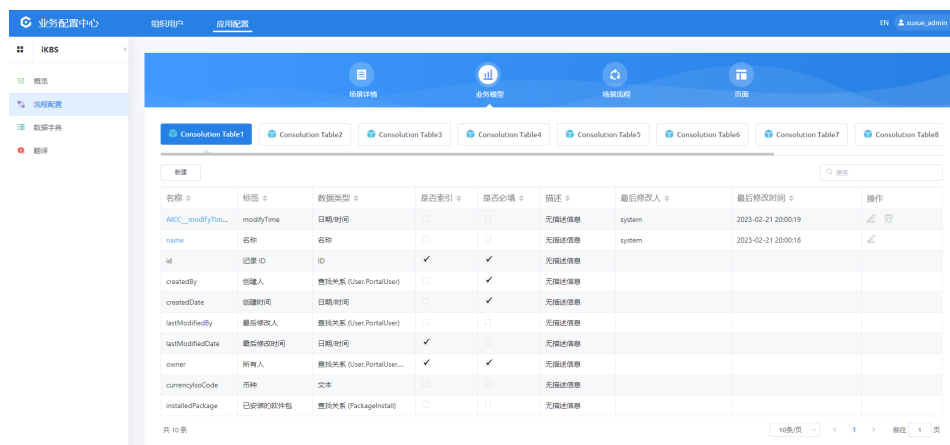 业务配置中心 组织用户 应用配置 EN xuxue_admin
iKBS
概览
流程配置
数据字典
翻译
场景详情 业务模型 场景流程 页面
Consolution Table1 Consolution Table2 Consolution Table3 Consolution Table4 Consolution Table5 Consolution Table6 Consolution Table7 Consolution Table8
新建 搜索
名称 标签 数据类型 是否索引 是否必填 描述 最后修改人 最后修改时间 操作
AICC__modifyTim... modifyTime 日期/时间 无描述信息 system 2023-02-21 20:00:19
name 名称 名称 无描述信息 system 2023-02-21 20:00:18
id 记录 ID ID ✓ ✓ 无描述信息
createdBy 创建人 查找关系 (User,PortalUser) ✓ 无描述信息
createdDate 创建时间 日期/时间 ✓ 无描述信息
lastModifiedBy 最后修改人 查找关系 (User,PortalUser) 无描述信息
lastModifiedDate 最后修改时间 日期/时间 ✓ 无描述信息
owner 所有人 查找关系 (User,PortalUser,... ✓ ✓ 无描述信息
currencyIsoCode 币种 文本 无描述信息
installedPackage 已安装的软件包 查找关系 (PackageInstall) 无描述信息
共 10 条 10条/页 < 1 > 前往 1 页